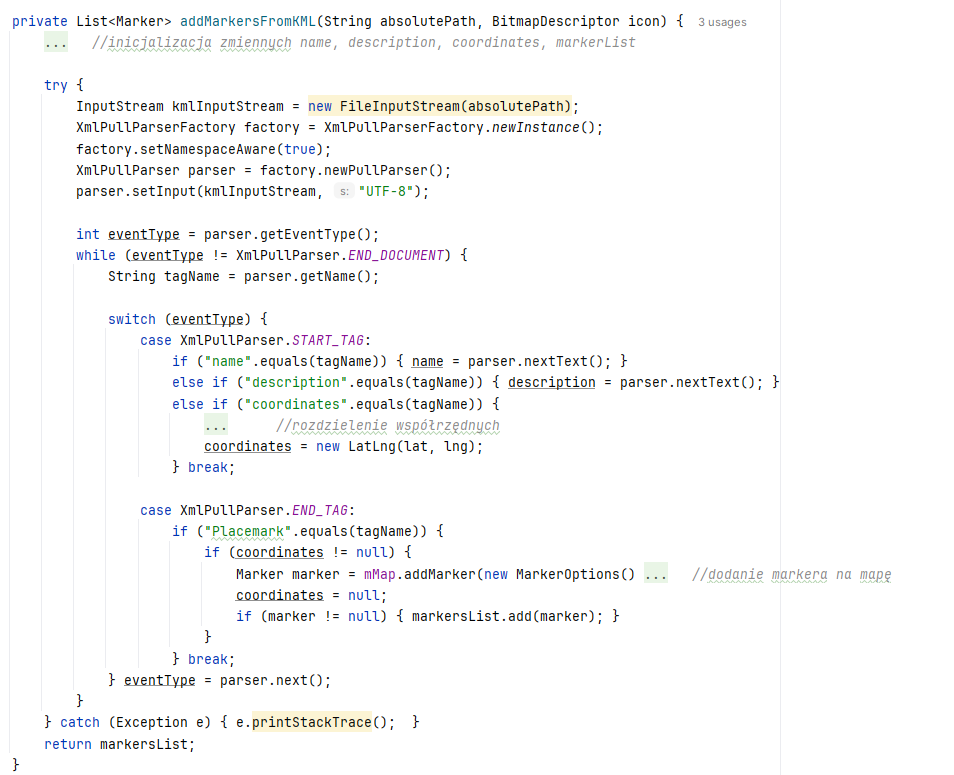 private List<Marker> addMarkersFromKML(String absolutePath, BitmapDescriptor icon) { 3 usages
    ... //inicjalizacja zmiennych name, description, coordinates, markerList

    try {
        InputStream kmlInputStream = new FileInputStream(absolutePath);
        XmlPullParserFactory factory = XmlPullParserFactory.newInstance();
        factory.setNamespaceAware(true);
        XmlPullParser parser = factory.newPullParser();
        parser.setInput(kmlInputStream, s: "UTF-8");

        int eventType = parser.getEventType();
        while (eventType != XmlPullParser.END_DOCUMENT) {
            String tagName = parser.getName();

            switch (eventType) {
                case XmlPullParser.START_TAG:
                    if ("name".equals(tagName)) { name = parser.nextText(); }
                    else if ("description".equals(tagName)) { description = parser.nextText(); }
                    else if ("coordinates".equals(tagName)) {
                        ... //rozdzielenie współrzędnych
                        coordinates = new LatLng(lat, lng);
                    } break;

                case XmlPullParser.END_TAG:
                    if ("Placemark".equals(tagName)) {
                        if (coordinates != null) {
                            Marker marker = mMap.addMarker(new MarkerOptions() ... //dodanie markera na mapę
                            coordinates = null;
                            if (marker != null) { markersList.add(marker); }
                        }
                    } break;
            } eventType = parser.next();
        }
    } catch (Exception e) { e.printStackTrace(); }
    return markersList;
}